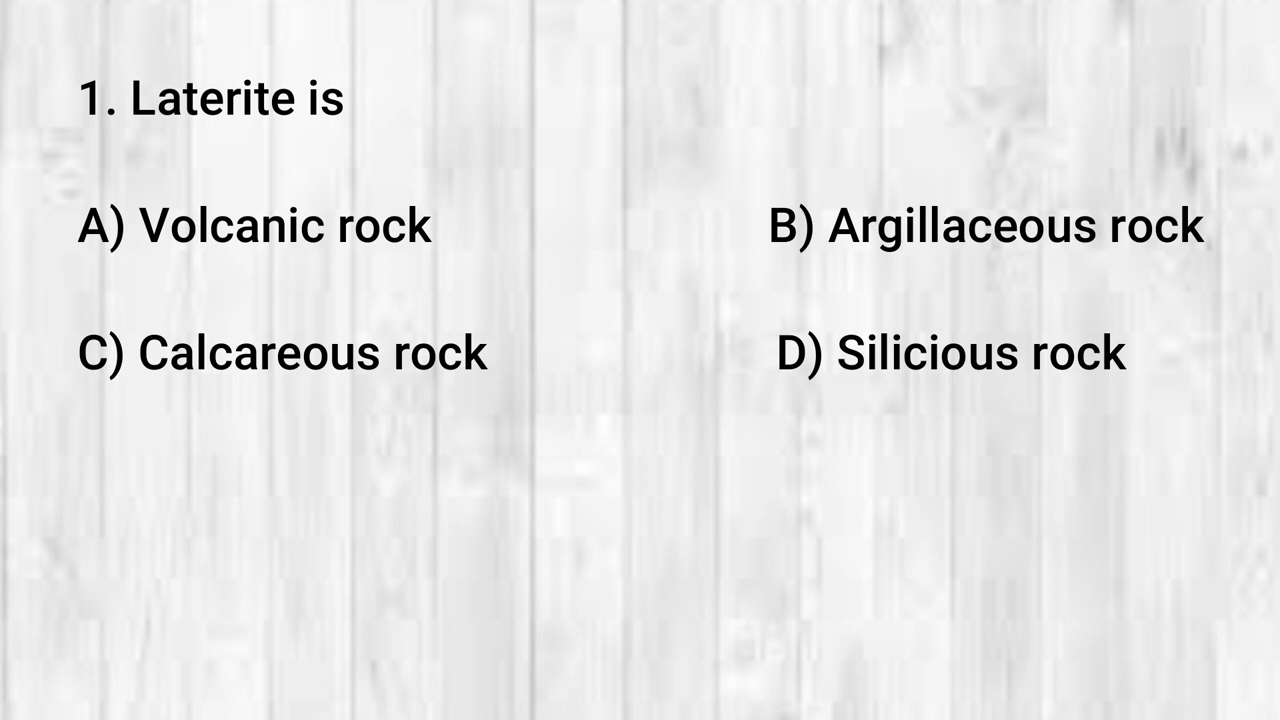 1. Laterite is
A) Volcanic rock B) Argillaceous rock
C) Calcareous rock D) Silicious rock